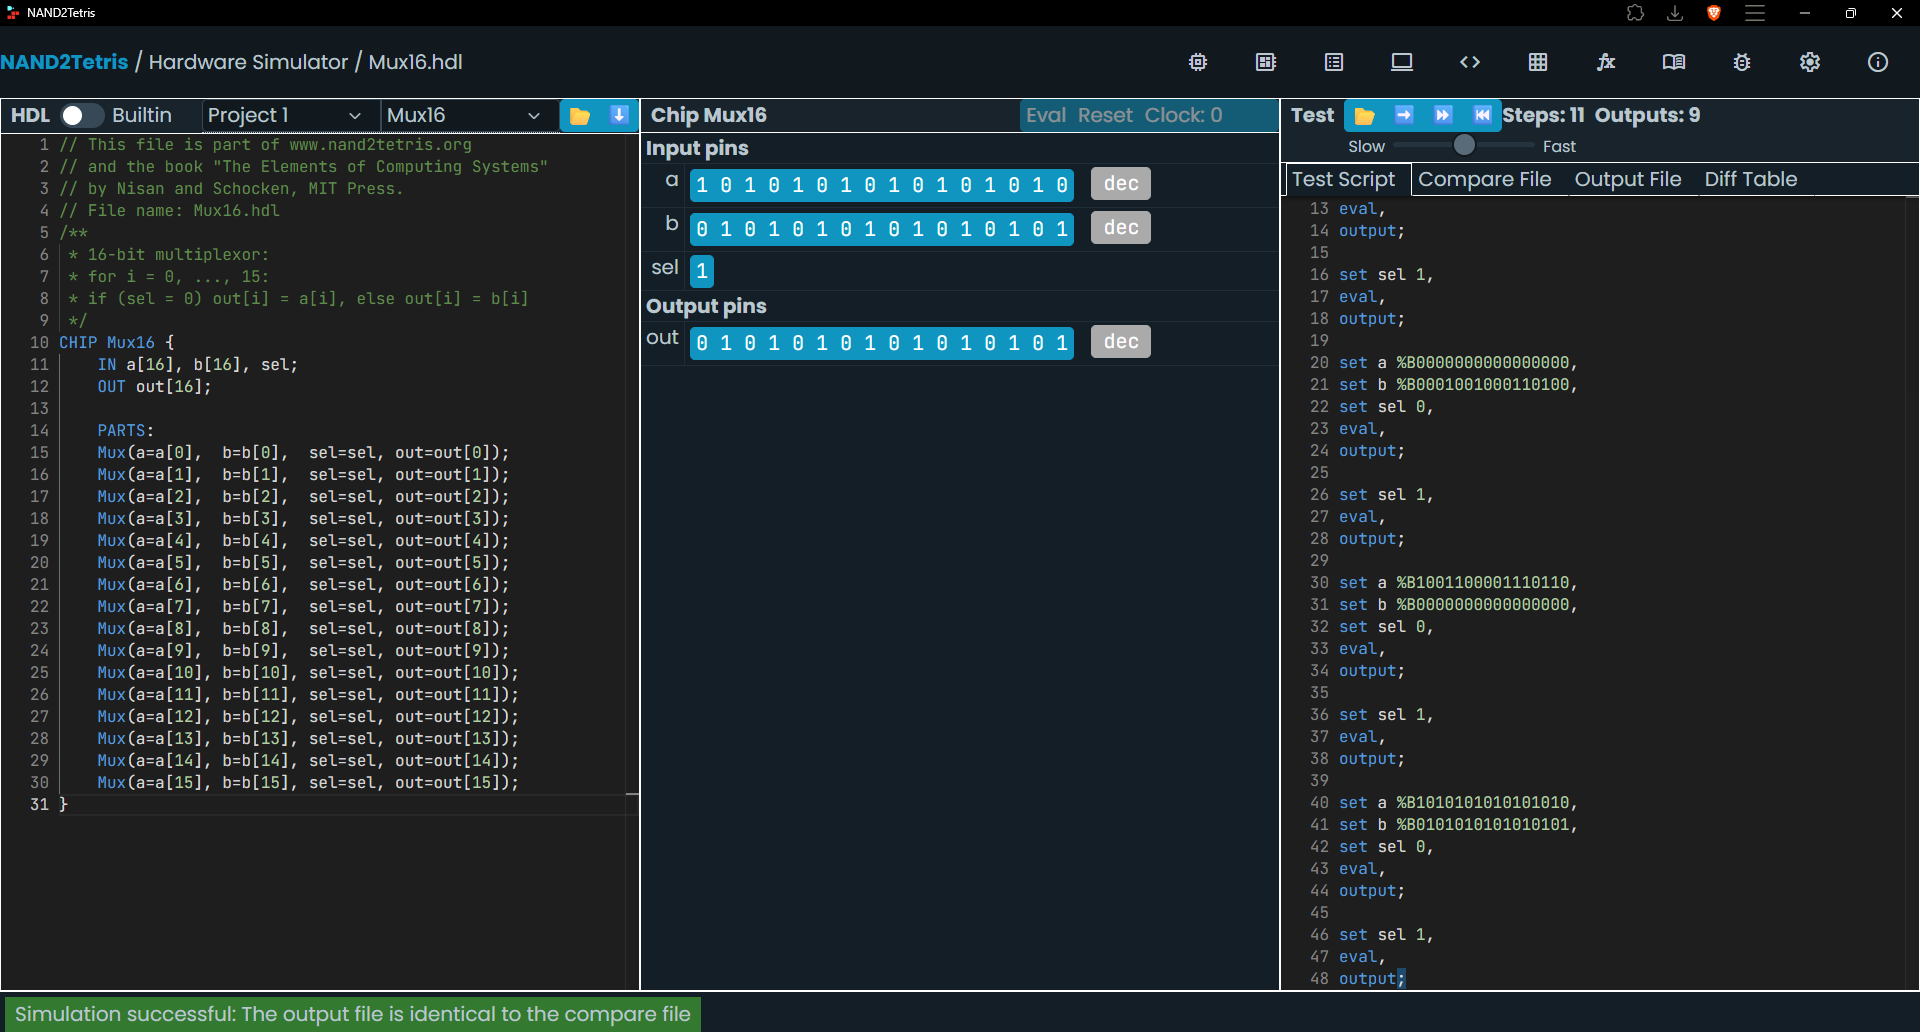 NAND2Tetris
NAND2Tetris / Hardware Simulator / Mux16.hdl
HDL Builtin Project 1 Mux16
1 // This file is part of www.nand2tetris.org
2 // and the book "The Elements of Computing Systems"
3 // by Nisan and Schocken, MIT Press.
4 // File name: Mux16.hdl
5 /**
6 * 16-bit multiplexor:
7 * for i = 0, ..., 15:
8 * if (sel = 0) out[i] = a[i], else out[i] = b[i]
9 */
10 CHIP Mux16 {
11 IN a[16], b[16], sel;
12 OUT out[16];
13
14 PARTS:
15 Mux(a=a[0], b=b[0], sel=sel, out=out[0]);
16 Mux(a=a[1], b=b[1], sel=sel, out=out[1]);
17 Mux(a=a[2], b=b[2], sel=sel, out=out[2]);
18 Mux(a=a[3], b=b[3], sel=sel, out=out[3]);
19 Mux(a=a[4], b=b[4], sel=sel, out=out[4]);
20 Mux(a=a[5], b=b[5], sel=sel, out=out[5]);
21 Mux(a=a[6], b=b[6], sel=sel, out=out[6]);
22 Mux(a=a[7], b=b[7], sel=sel, out=out[7]);
23 Mux(a=a[8], b=b[8], sel=sel, out=out[8]);
24 Mux(a=a[9], b=b[9], sel=sel, out=out[9]);
25 Mux(a=a[10], b=b[10], sel=sel, out=out[10]);
26 Mux(a=a[11], b=b[11], sel=sel, out=out[11]);
27 Mux(a=a[12], b=b[12], sel=sel, out=out[12]);
28 Mux(a=a[13], b=b[13], sel=sel, out=out[13]);
29 Mux(a=a[14], b=b[14], sel=sel, out=out[14]);
30 Mux(a=a[15], b=b[15], sel=sel, out=out[15]);
31 }
Chip Mux16 Eval Reset Clock: 0
Input pins
a 1 0 1 0 1 0 1 0 1 0 1 0 1 0 1 0 dec
b 0 1 0 1 0 1 0 1 0 1 0 1 0 1 0 1 dec
sel 1
Output pins
out 0 1 0 1 0 1 0 1 0 1 0 1 0 1 0 1 dec
Test Steps: 11 Outputs: 9
Slow Fast
Test Script Compare File Output File Diff Table
13 eval,
14 output;
15
16 set sel 1,
17 eval,
18 output;
19
20 set a %B0000000000000000,
21 set b %B0001001000110100,
22 set sel 0,
23 eval,
24 output;
25
26 set sel 1,
27 eval,
28 output;
29
30 set a %B1001100001110110,
31 set b %B0000000000000000,
32 set sel 0,
33 eval,
34 output;
35
36 set sel 1,
37 eval,
38 output;
39
40 set a %B1010101010101010,
41 set b %B0101010101010101,
42 set sel 0,
43 eval,
44 output;
45
46 set sel 1,
47 eval,
48 output;
Simulation successful: The output file is identical to the compare file